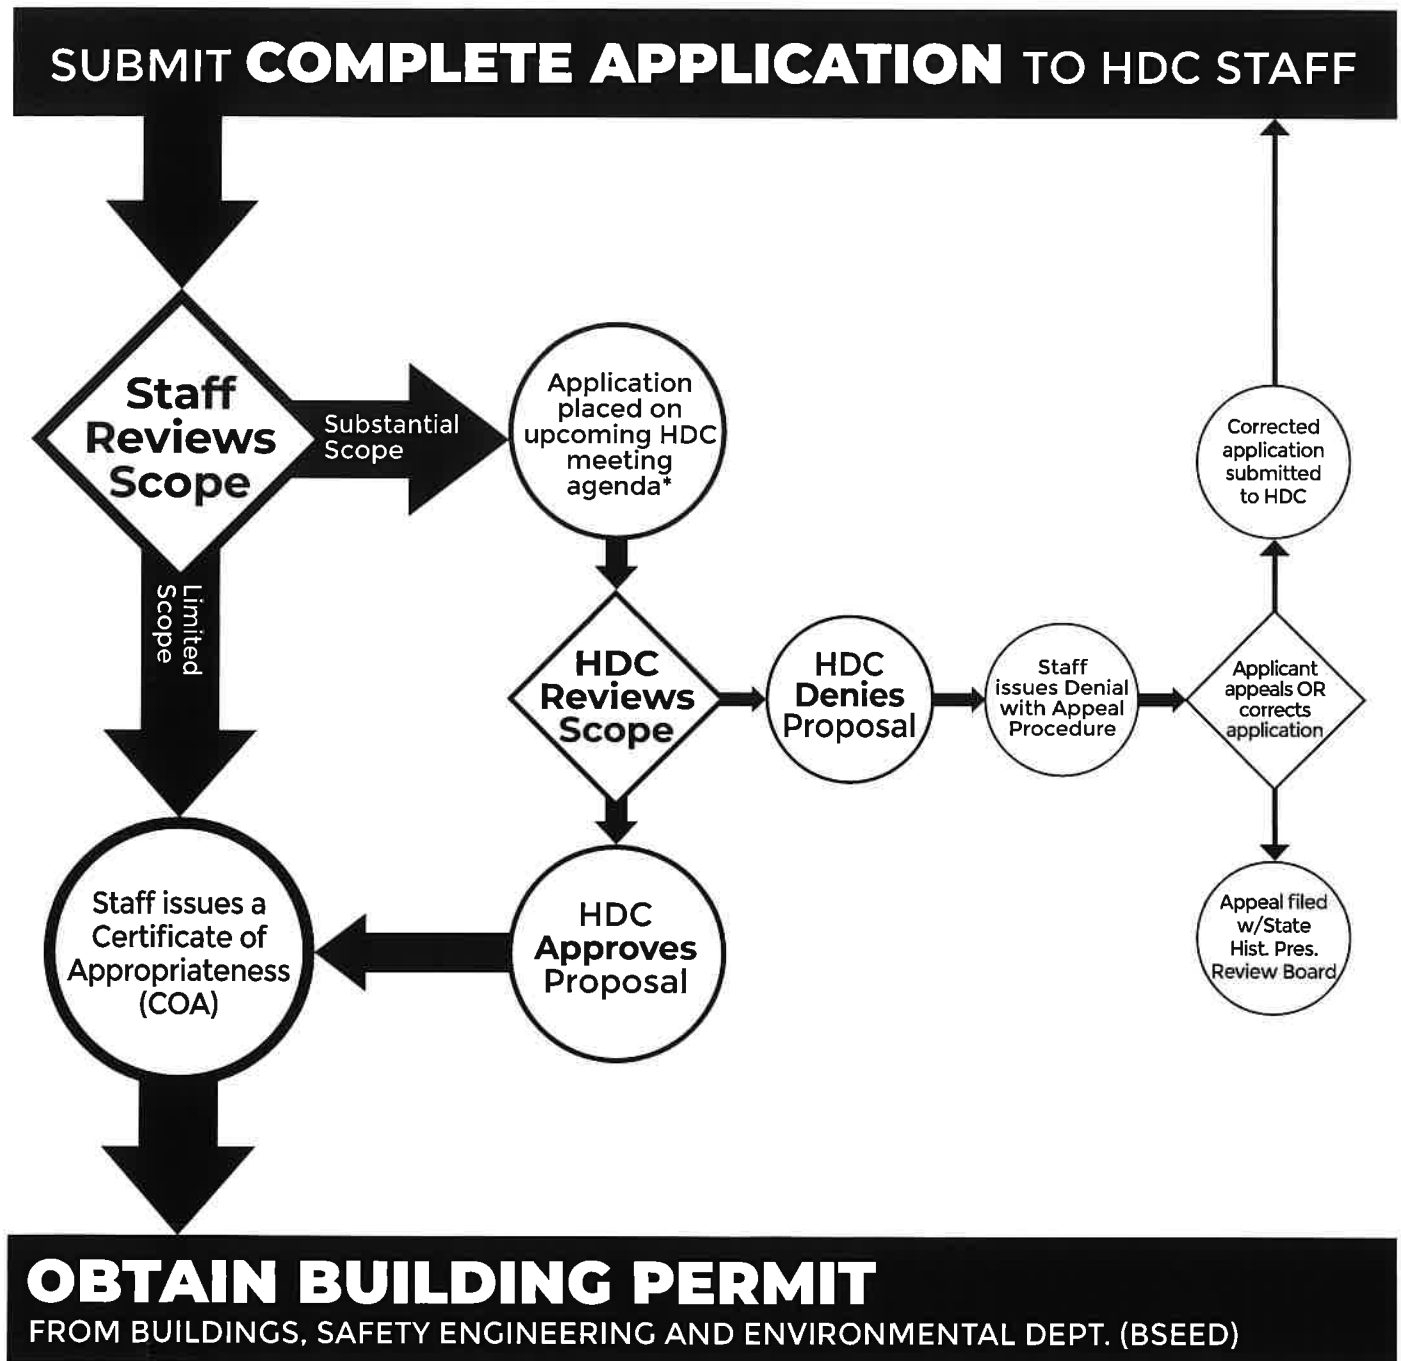 SUBMIT COMPLETE APPLICATION TO HDC STAFF
Staff
Reviews
Scope
Substantial
Scope
Application
placed on
upcoming HDC
meeting
agenda*
Corrected
application
submitted
to HDC
Limited
Scope
HDC
Reviews
Scope
HDC
Denies
Proposal
Staff
issues Denial
with Appeal
Procedure
Applicant
appeals OR
corrects
application
Staff issues a
Certificate of
Appropriateness
(COA)
HDC
Approves
Proposal
Appeal filed
w/State
Hist. Pres.
Review Board
OBTAIN BUILDING PERMIT
FROM BUILDINGS, SAFETY ENGINEERING AND ENVIRONMENTAL DEPT. (BSEED)